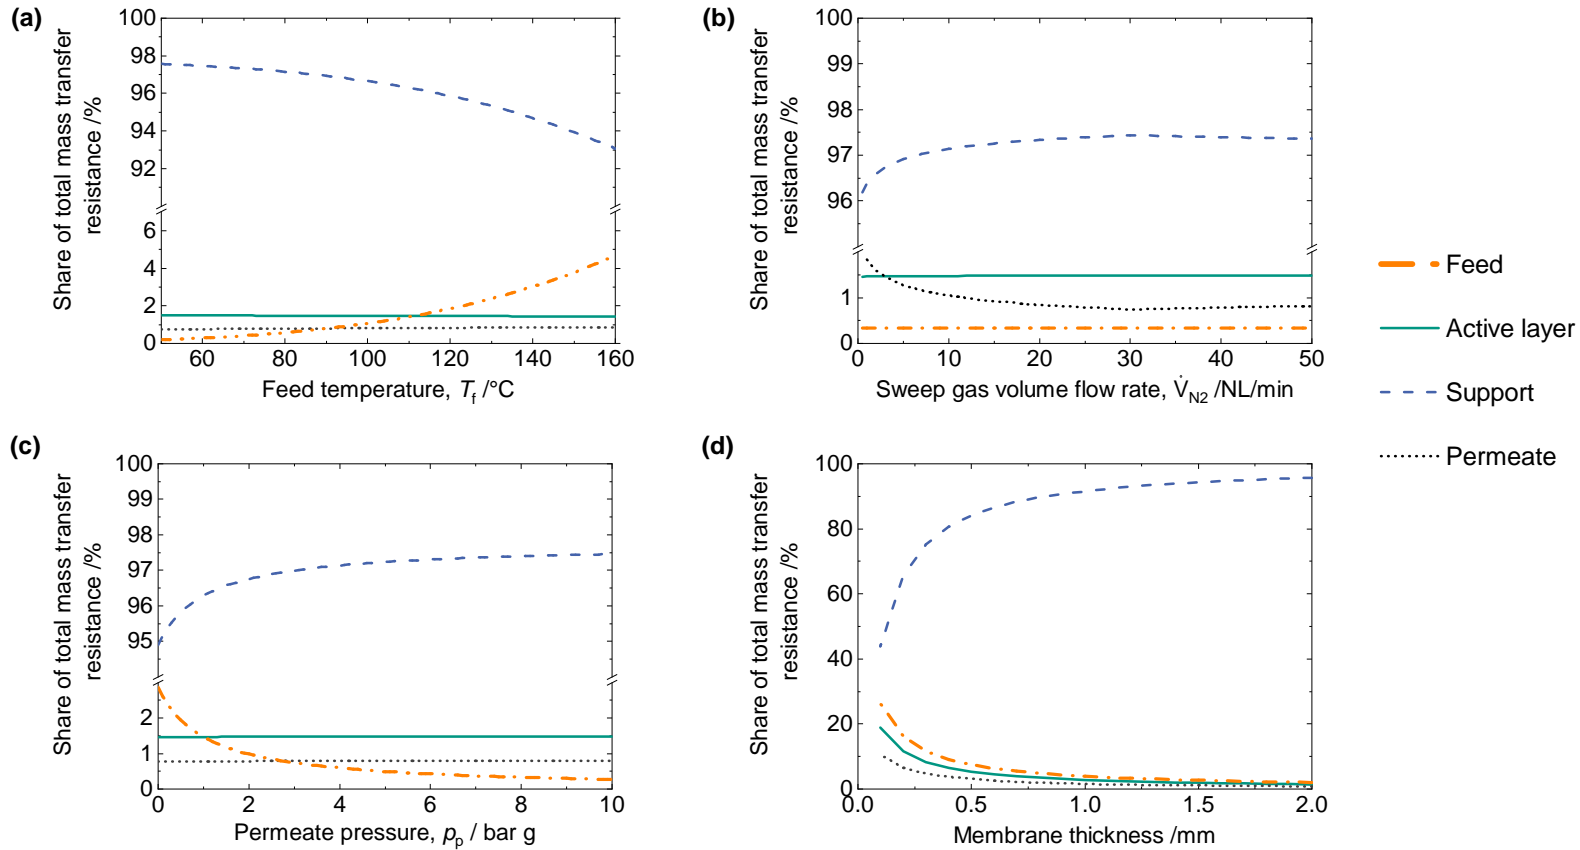 (a)
Share of total mass transfer
resistance /%
100
98
96
94
92
6
4
2
0
60
80
100
120
140
160
Feed temperature, Tf /°C
(b)
Share of total mass transfer
resistance /%
100
99
98
97
96
1
0
0
10
20
30
40
50
Sweep gas volume flow rate, V̇N2 /NL/min
Feed
Active layer
Support
Permeate
(c)
Share of total mass transfer
resistance /%
100
98
97
96
95
2
1
0
0
2
4
6
8
10
Permeate pressure, pp / bar g
(d)
Share of total mass transfer
resistance /%
100
80
60
40
20
0
0.0
0.5
1.0
1.5
2.0
Membrane thickness /mm